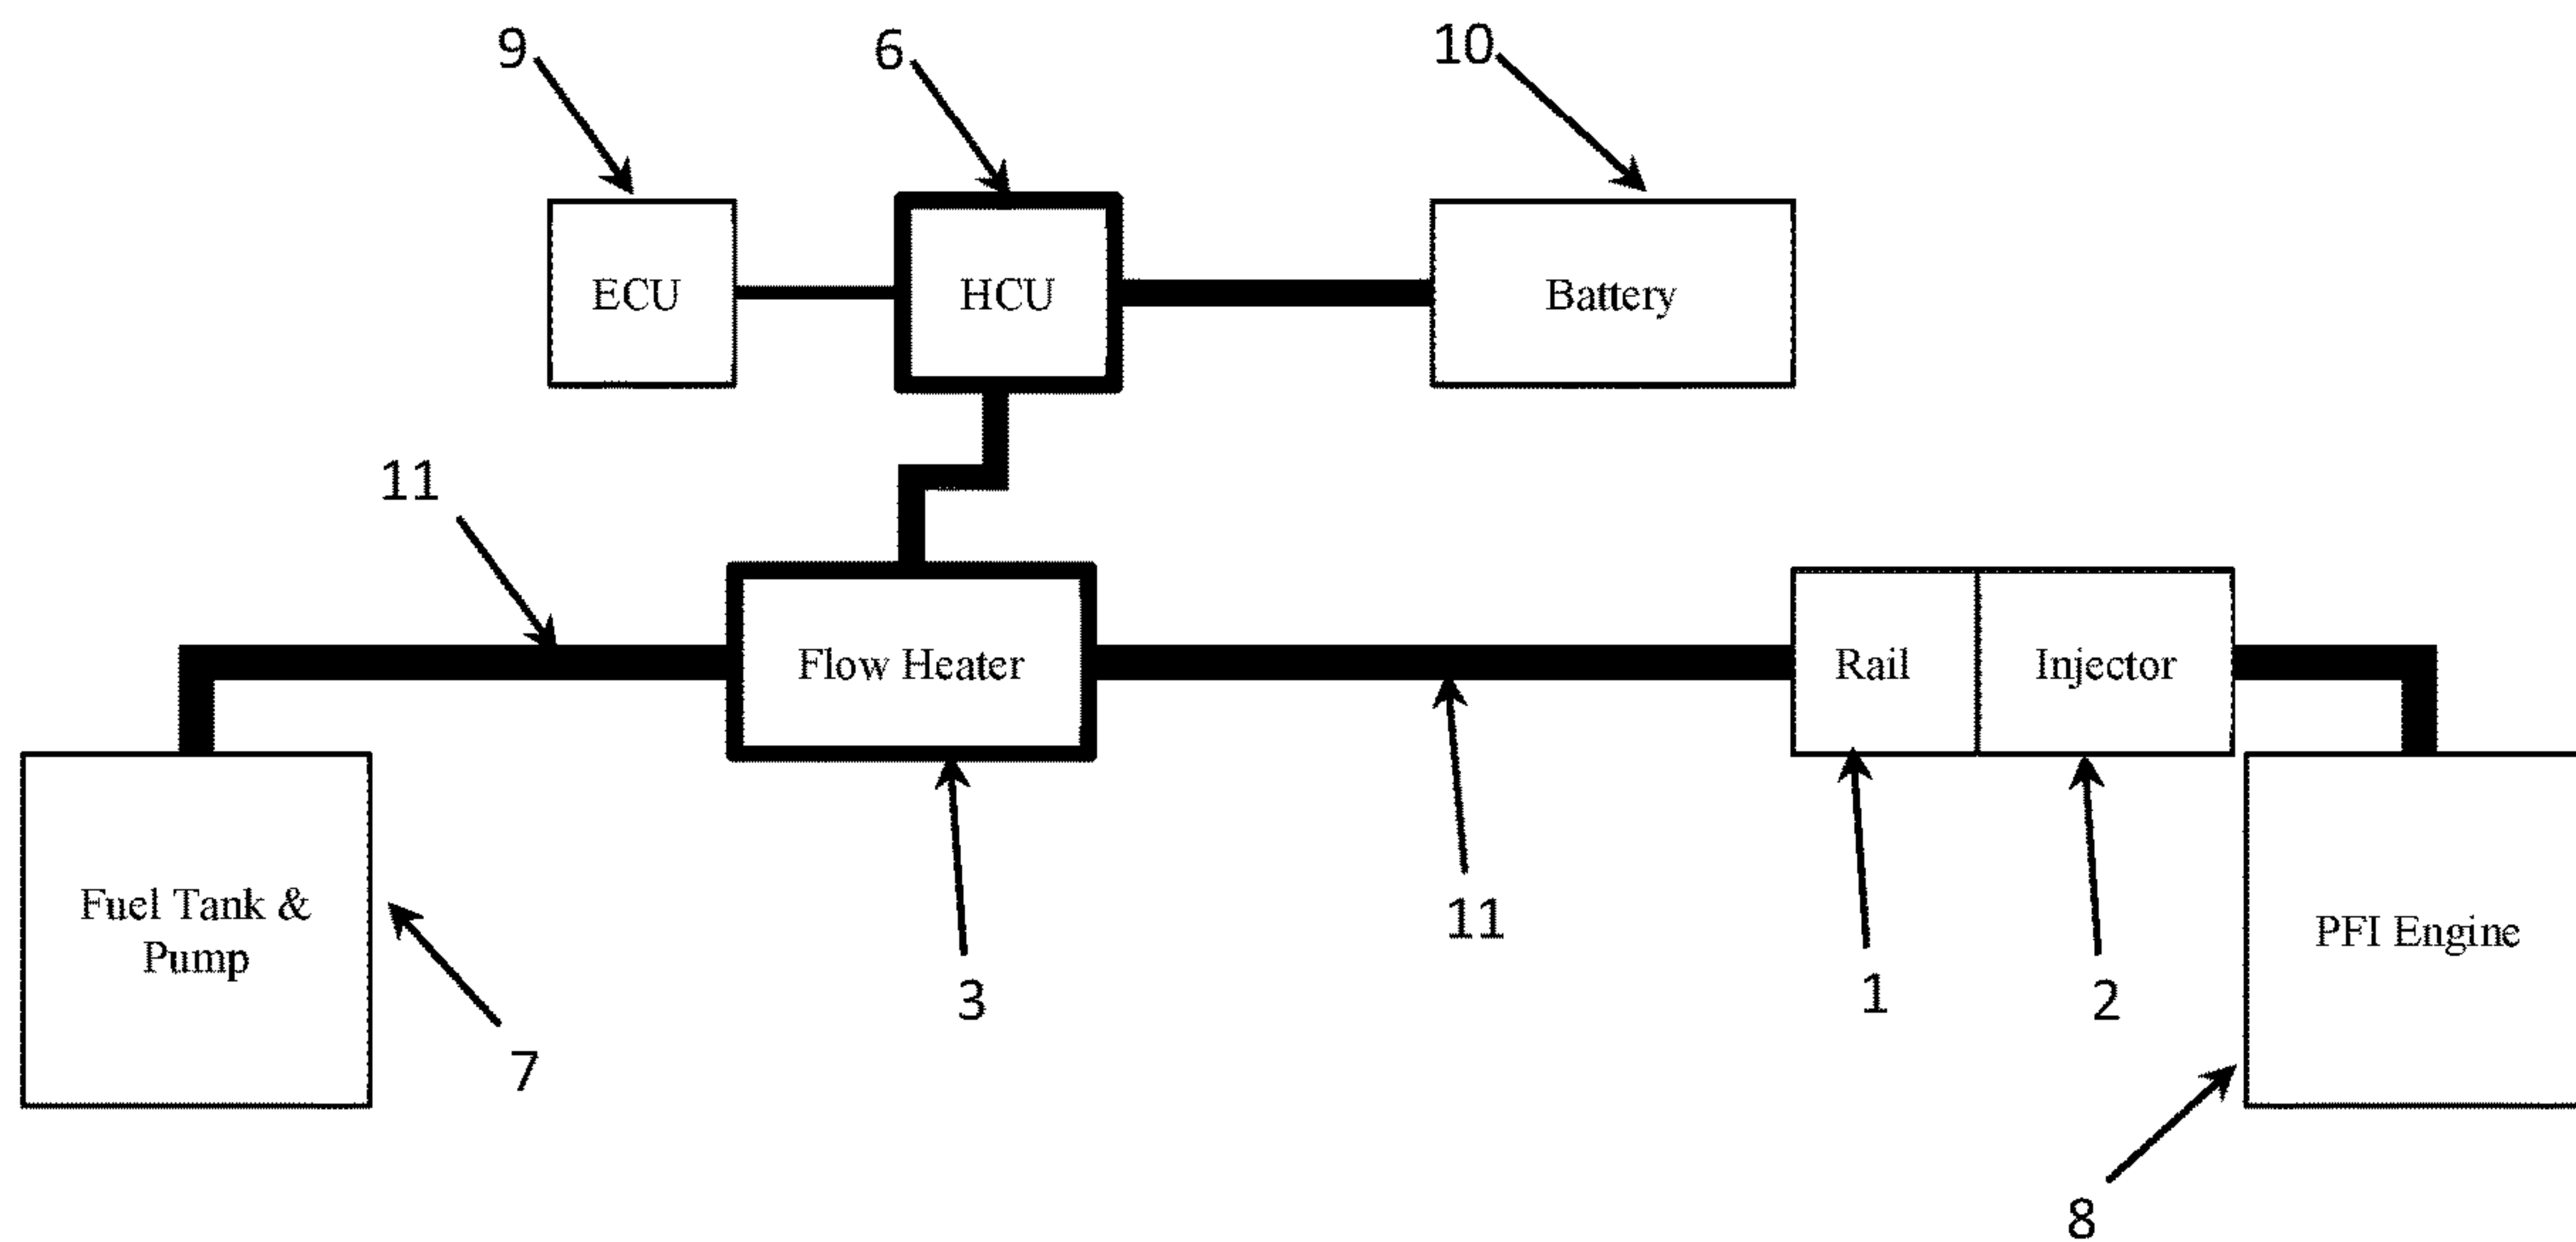 9
6
10
ECU
HCU
Battery
11
Flow Heater
Rail
Injector
Fuel Tank &
Pump
11
PFI Engine
3
1
2
7
8